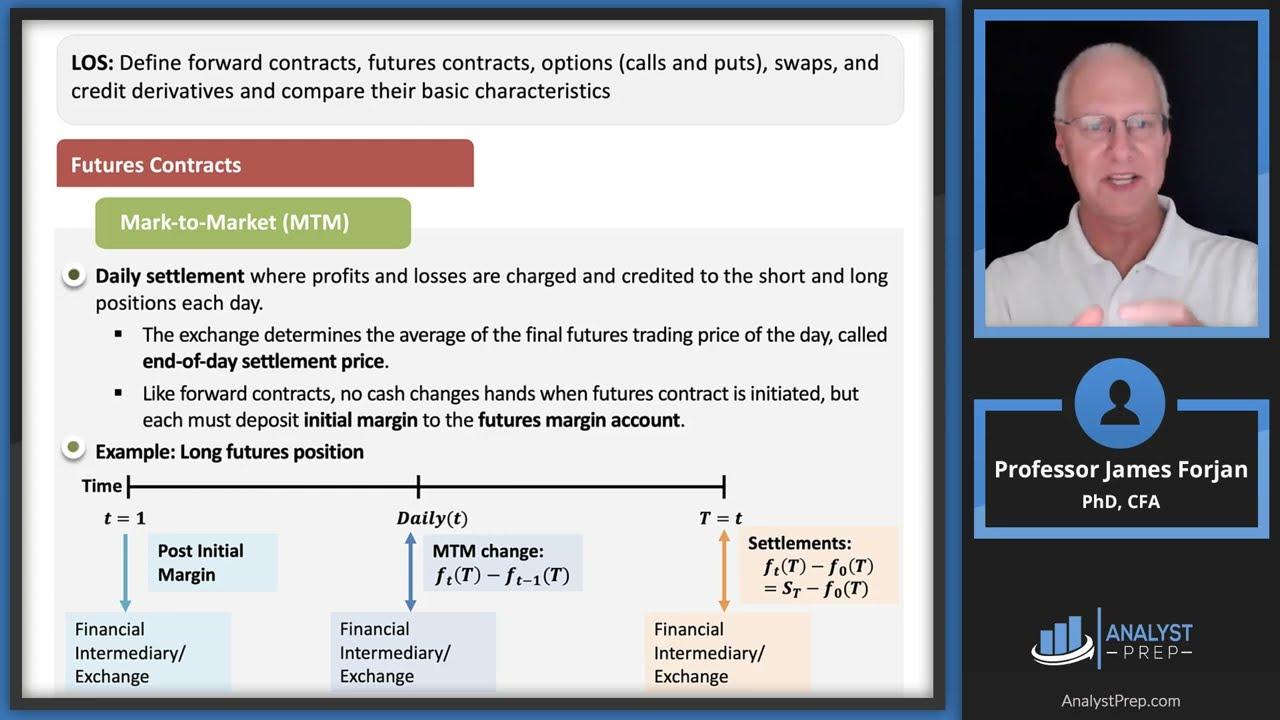 LOS: Define forward contracts, futures contracts, options (calls and puts), swaps, and
credit derivatives and compare their basic characteristics
Futures Contracts
Mark-to-Market (MTM)
Daily settlement where profits and losses are charged and credited to the short and long
positions each day.
▪ The exchange determines the average of the final futures trading price of the day, called
end-of-day settlement price.
▪ Like forward contracts, no cash changes hands when futures contract is initiated, but
each must deposit initial margin to the futures margin account.
Example: Long futures position
Time
t = 1
Daily(t)
T = t
Post Initial
Margin
MTM change:
fₜ(T) − fₜ₋₁(T)
Settlements:
fₜ(T) − f₀(T)
= S_T − f₀(T)
Financial
Intermediary/
Exchange
Financial
Intermediary/
Exchange
Financial
Intermediary/
Exchange
Professor James Forjan
PhD, CFA
ANALYST
—PREP—
AnalystPrep.com